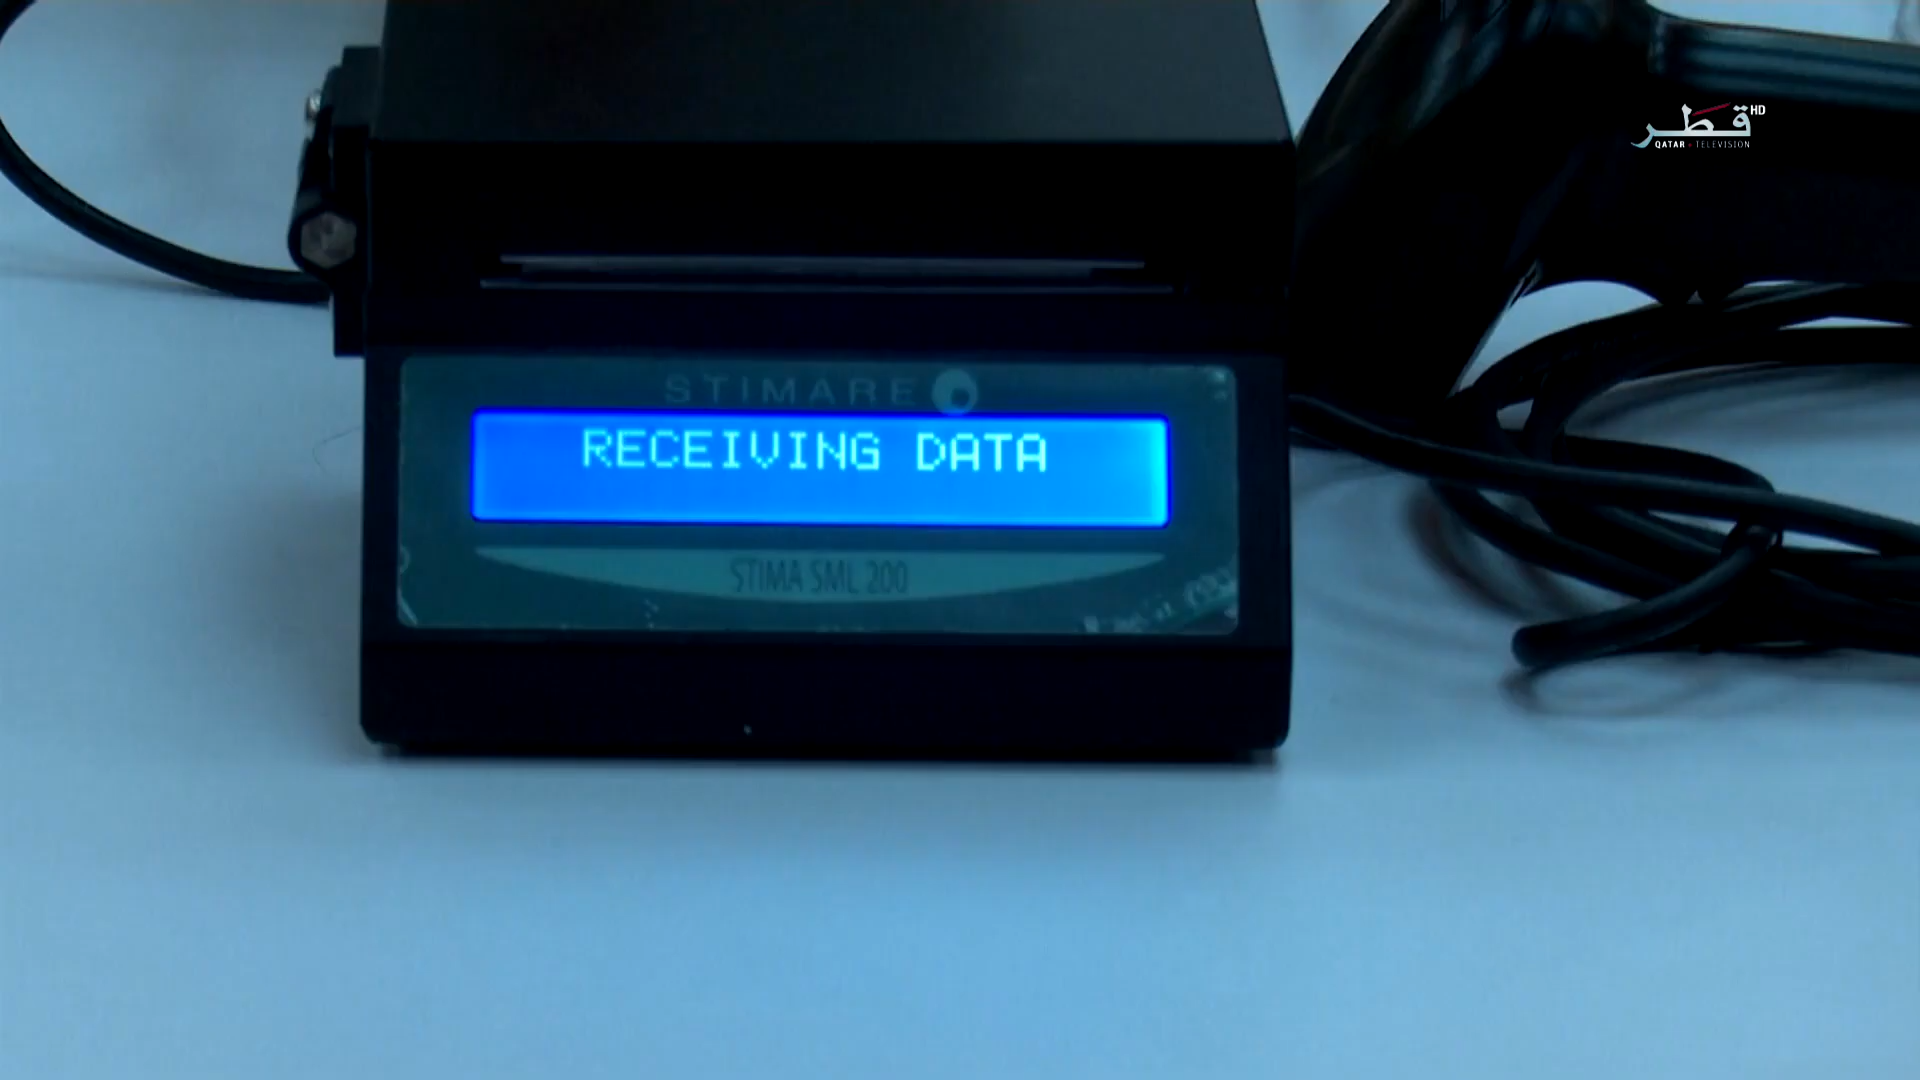 قطر HD
QATAR TELEVISION
STIMARE
RECEIVING DATA
STIMA SML 200